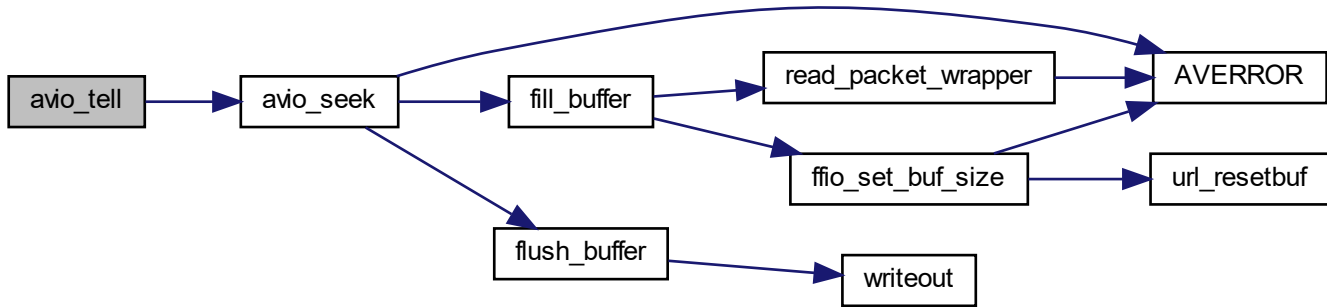 avio_tell
avio_seek
fill_buffer
read_packet_wrapper
AVERROR
ffio_set_buf_size
url_resetbuf
flush_buffer
writeout